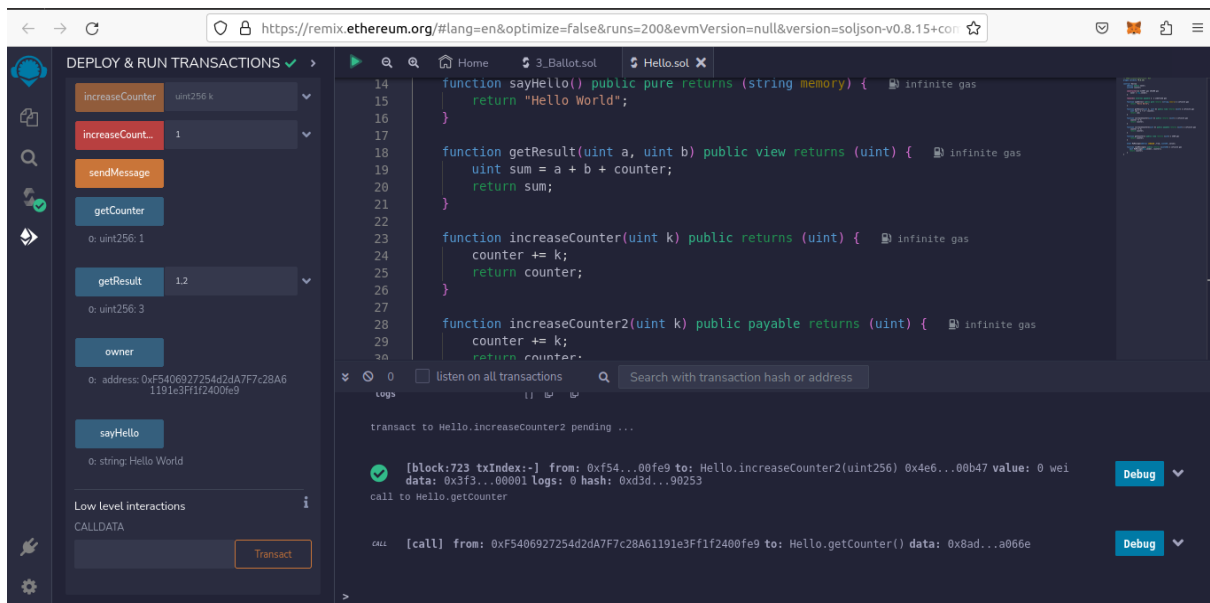 https://remix.ethereum.org/#lang=en&optimize=false&runs=200&evmVersion=null&version=soljson-v0.8.15+com
DEPLOY & RUN TRANSACTIONS
increaseCounter uint256 k
increaseCount... 1
sendMessage
getCounter
0: uint256: 1
getResult 1,2
0: uint256: 3
owner
0: address: 0xF5406927254d2dA7F7c28A6
1191e3Ff1f2400fe9
sayHello
0: string: Hello World
Low level interactions i
CALLDATA
Transact
Home 3_Ballot.sol Hello.sol
14 function sayHello() public pure returns (string memory) { infinite gas
15 return "Hello World";
16 }
17
18 function getResult(uint a, uint b) public view returns (uint) { infinite gas
19 uint sum = a + b + counter;
20 return sum;
21 }
22
23 function increaseCounter(uint k) public returns (uint) { infinite gas
24 counter += k;
25 return counter;
26 }
27
28 function increaseCounter2(uint k) public payable returns (uint) { infinite gas
29 counter += k;
30 return counter;
0 listen on all transactions Search with transaction hash or address
logs []
transact to Hello.increaseCounter2 pending ...
[block:723 txIndex:-] from: 0xf54...00fe9 to: Hello.increaseCounter2(uint256) 0x4e6...00b47 value: 0 wei
data: 0x3f3...00001 logs: 0 hash: 0xd3d...90253
Debug
call to Hello.getCounter
CALL [call] from: 0xF5406927254d2dA7F7c28A61191e3Ff1f2400fe9 to: Hello.getCounter() data: 0x8ad...a066e
Debug
>